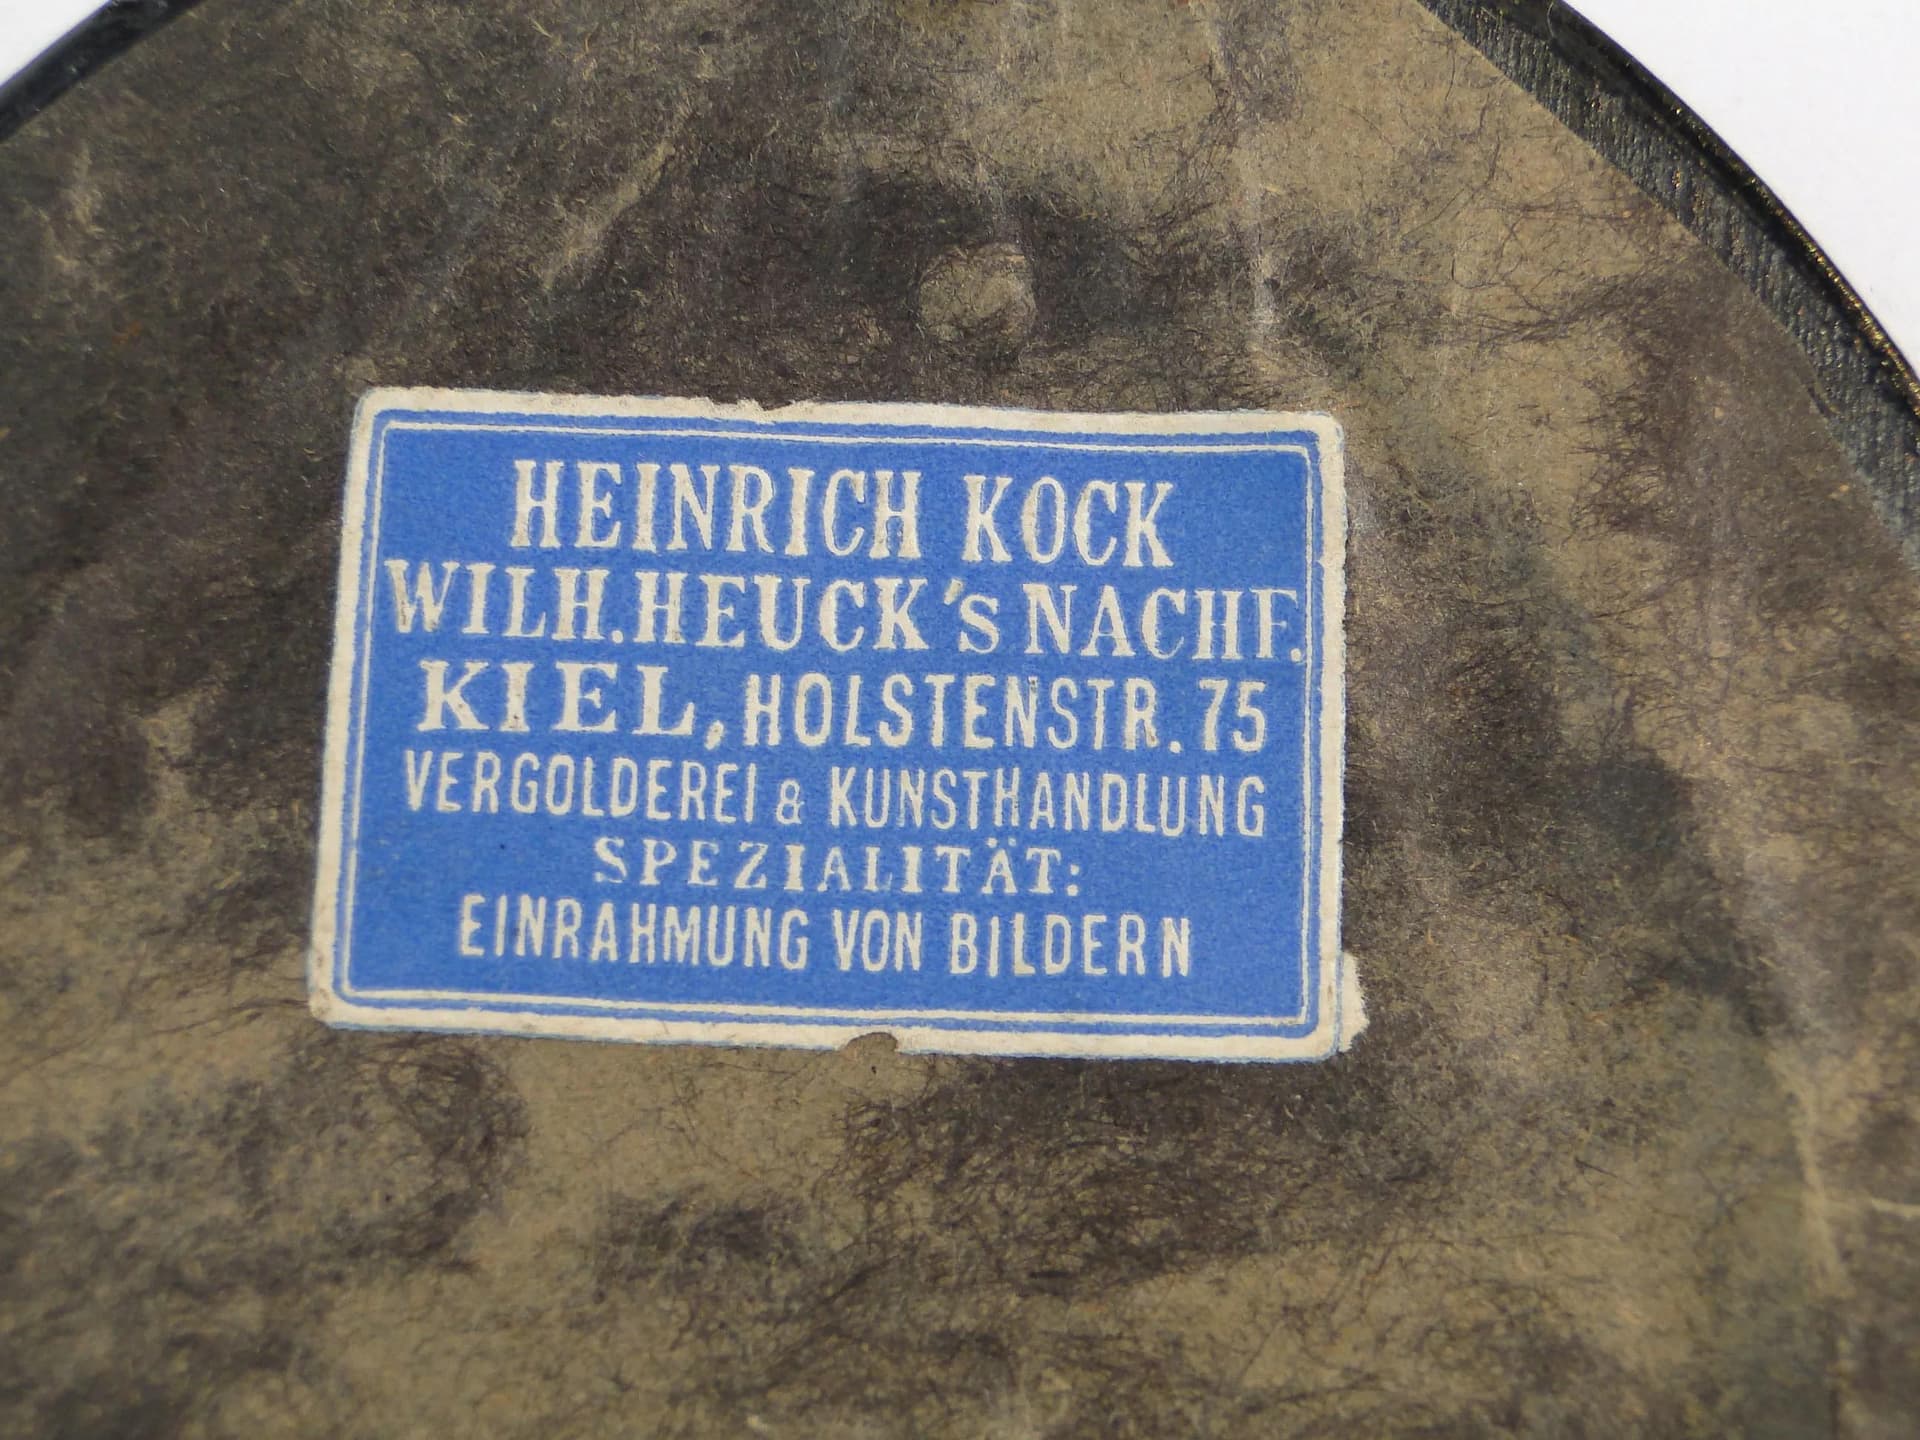 HEINRICH KOCK
WILH. HEUCK's NACHF.
KIEL, HOLSTENSTR. 75
VERGOLDEREI & KUNSTHANDLUNG
SPEZIALITÄT:
EINRAHMUNG VON BILDERN